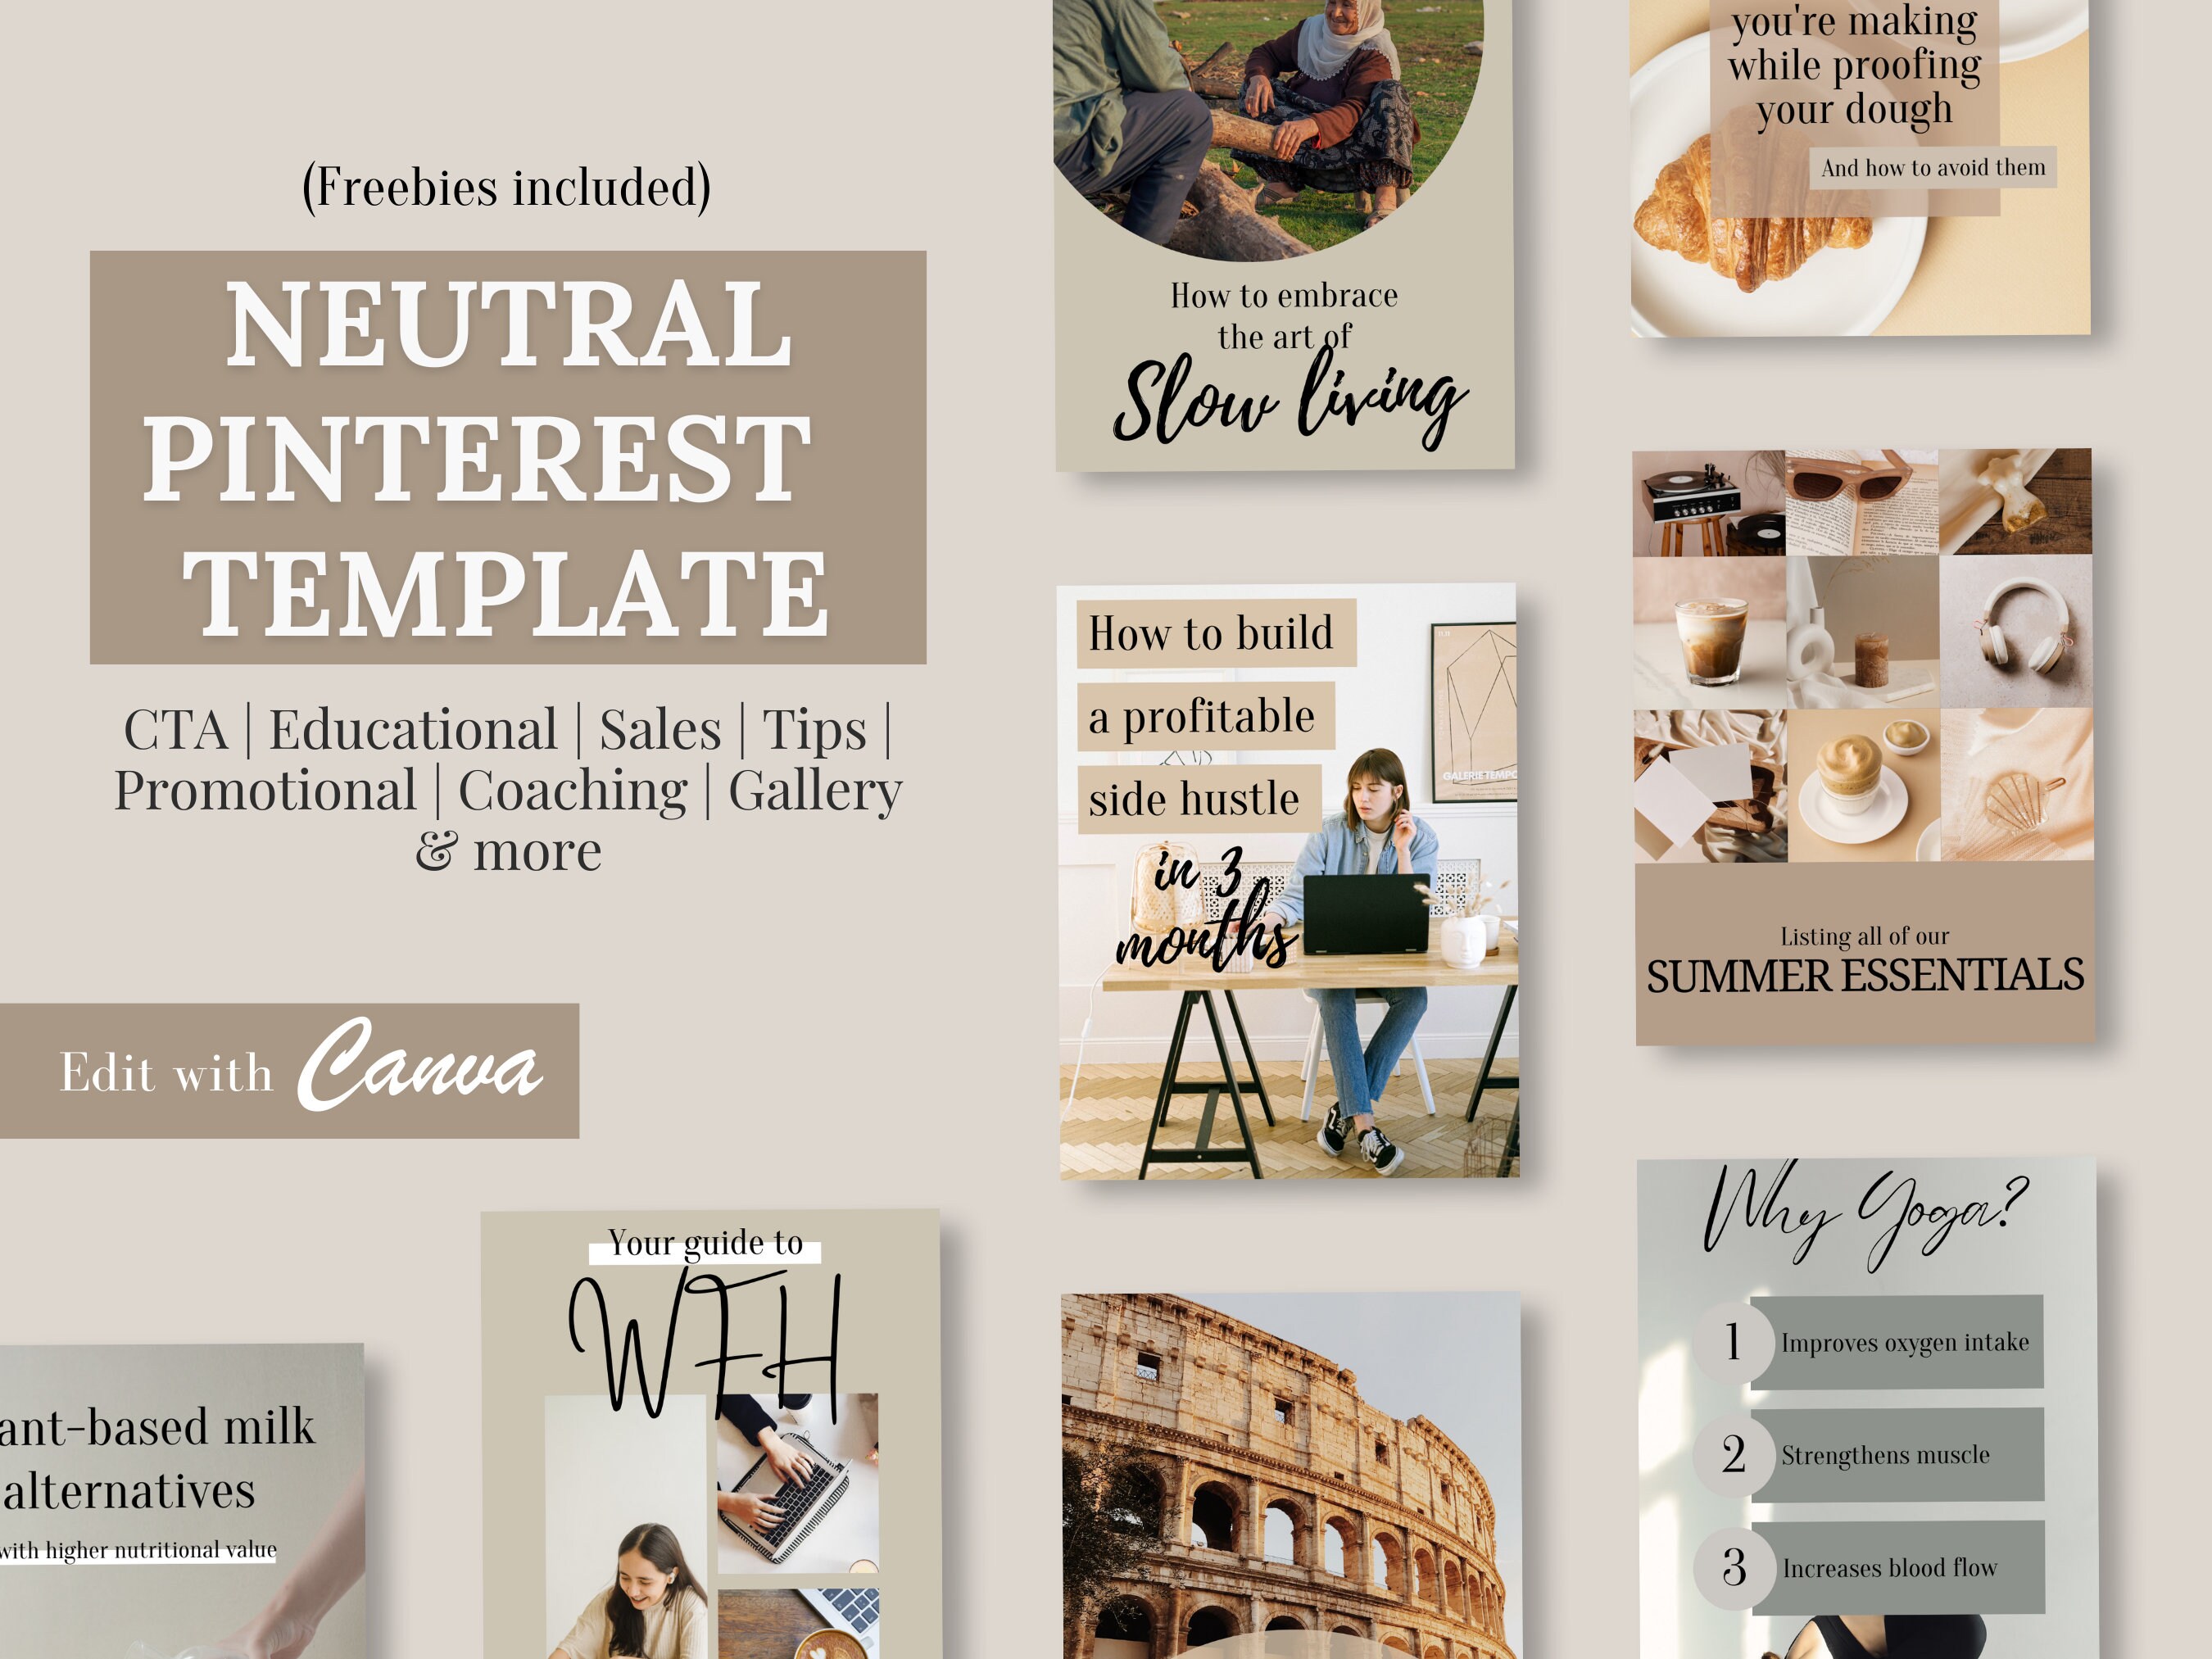 (Freebies included)
NEUTRAL
PINTEREST
TEMPLATE
CTA | Educational | Sales | Tips |
Promotional | Coaching | Gallery
& more
Edit with Canva
ant-based milk
alternatives
with higher nutritional value
Your guide to
WFH
How to embrace
the art of
Slow living
How to build
a profitable
side hustle
in 3
months
GALERIE TEMPO
you're making
while proofing
your dough
And how to avoid them
Listing all of our
SUMMER ESSENTIALS
Why Yoga?
1 Improves oxygen intake
2 Strengthens muscle
3 Increases blood flow